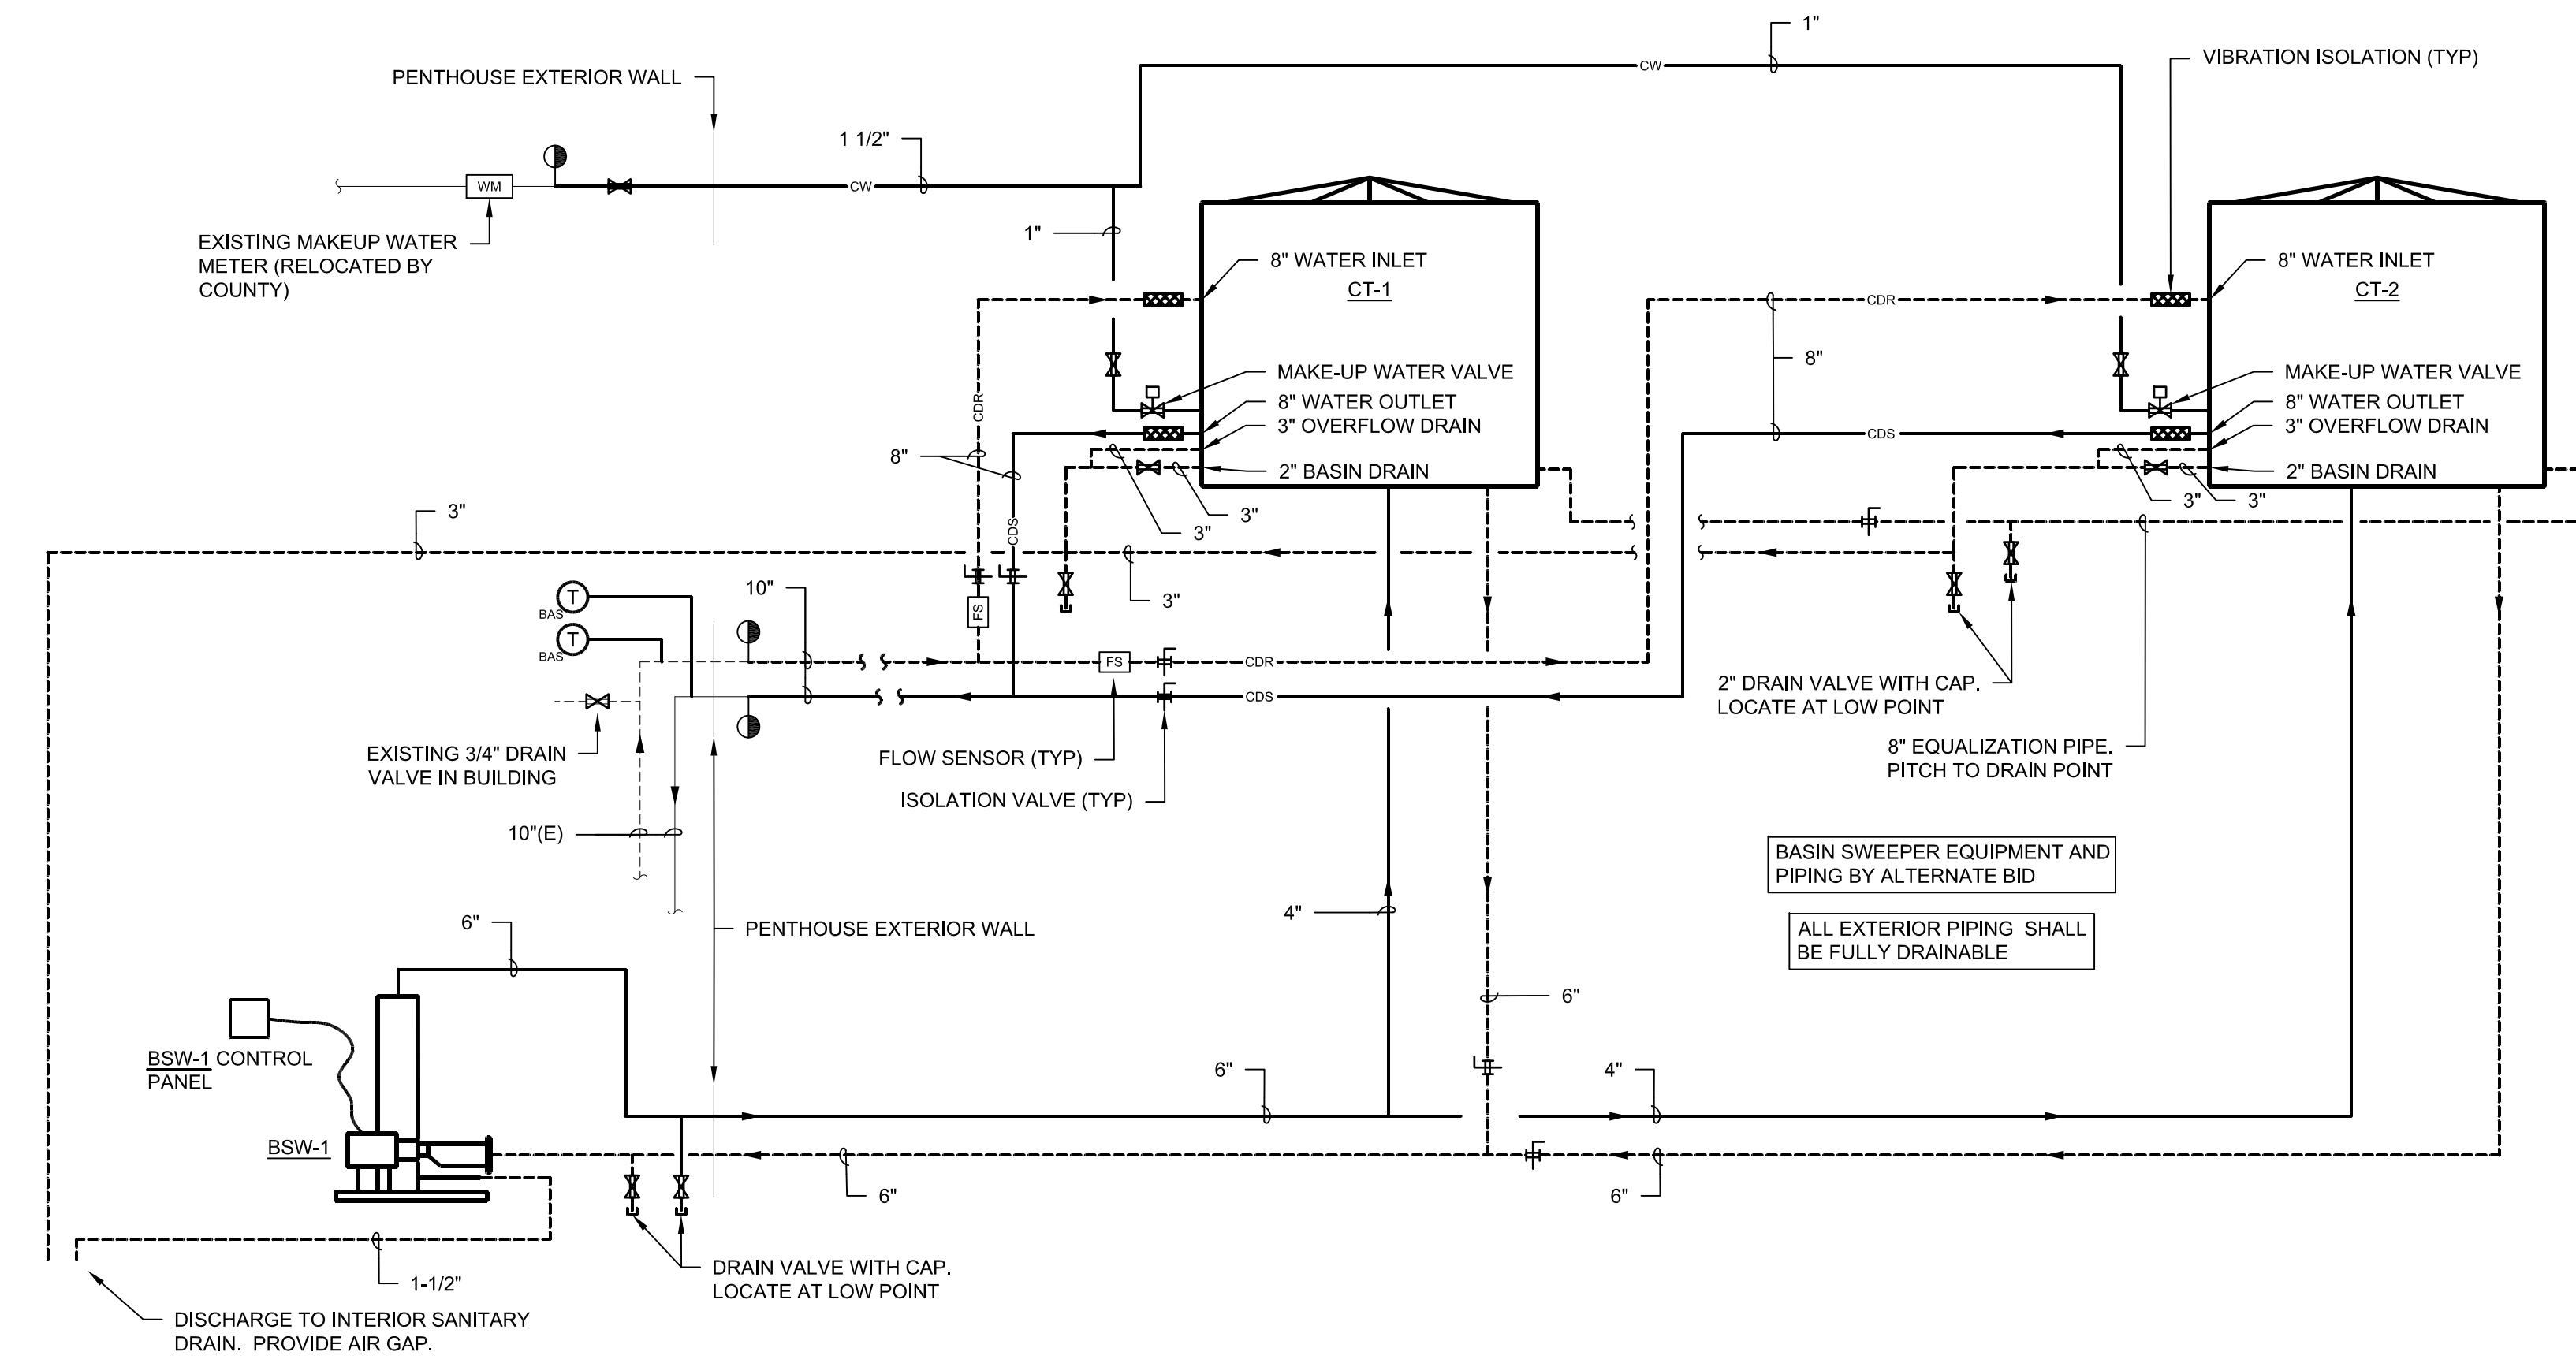 1"
VIBRATION ISOLATION (TYP)
CW
PENTHOUSE EXTERIOR WALL
1 1/2"
WM
CW
EXISTING MAKEUP WATER
METER (RELOCATED BY
COUNTY)
1"
8" WATER INLET
CT-1
8" WATER INLET
CT-2
CDR
8"
MAKE-UP WATER VALVE
8" WATER OUTLET
3" OVERFLOW DRAIN
2" BASIN DRAIN
MAKE-UP WATER VALVE
8" WATER OUTLET
3" OVERFLOW DRAIN
2" BASIN DRAIN
CDR
CDS
8"
CDS
3"
3"
3"
3"
3"
3"
10"
T
BAS
T
BAS
FS
FS
CDR
CDS
2" DRAIN VALVE WITH CAP.
LOCATE AT LOW POINT
8" EQUALIZATION PIPE.
PITCH TO DRAIN POINT
EXISTING 3/4" DRAIN
VALVE IN BUILDING
FLOW SENSOR (TYP)
ISOLATION VALVE (TYP)
10"(E)
BASIN SWEEPER EQUIPMENT AND
PIPING BY ALTERNATE BID
ALL EXTERIOR PIPING SHALL
BE FULLY DRAINABLE
6"
4"
PENTHOUSE EXTERIOR WALL
6"
BSW-1 CONTROL
PANEL
6"
4"
BSW-1
6"
6"
DRAIN VALVE WITH CAP.
LOCATE AT LOW POINT
1-1/2"
DISCHARGE TO INTERIOR SANITARY
DRAIN. PROVIDE AIR GAP.